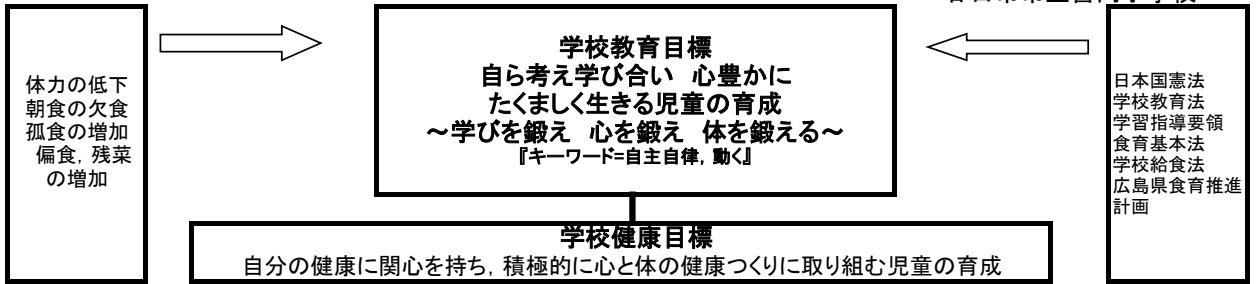 体力の低下
朝食の欠食
孤食の増加
偏食, 残菜
の増加
学校教育目標
自ら考え学び合い 心豊かに
たくましく生きる児童の育成
～学びを鍛え 心を鍛え 体を鍛える～
『キーワード=自主自律, 動く』
日本国憲法
学校教育法
学習指導要領
食育基本法
学校給食法
広島県食育推進
計画
学校健康目標
自分の健康に関心を持ち, 積極的に心と体の健康つくりに取り組む児童の育成